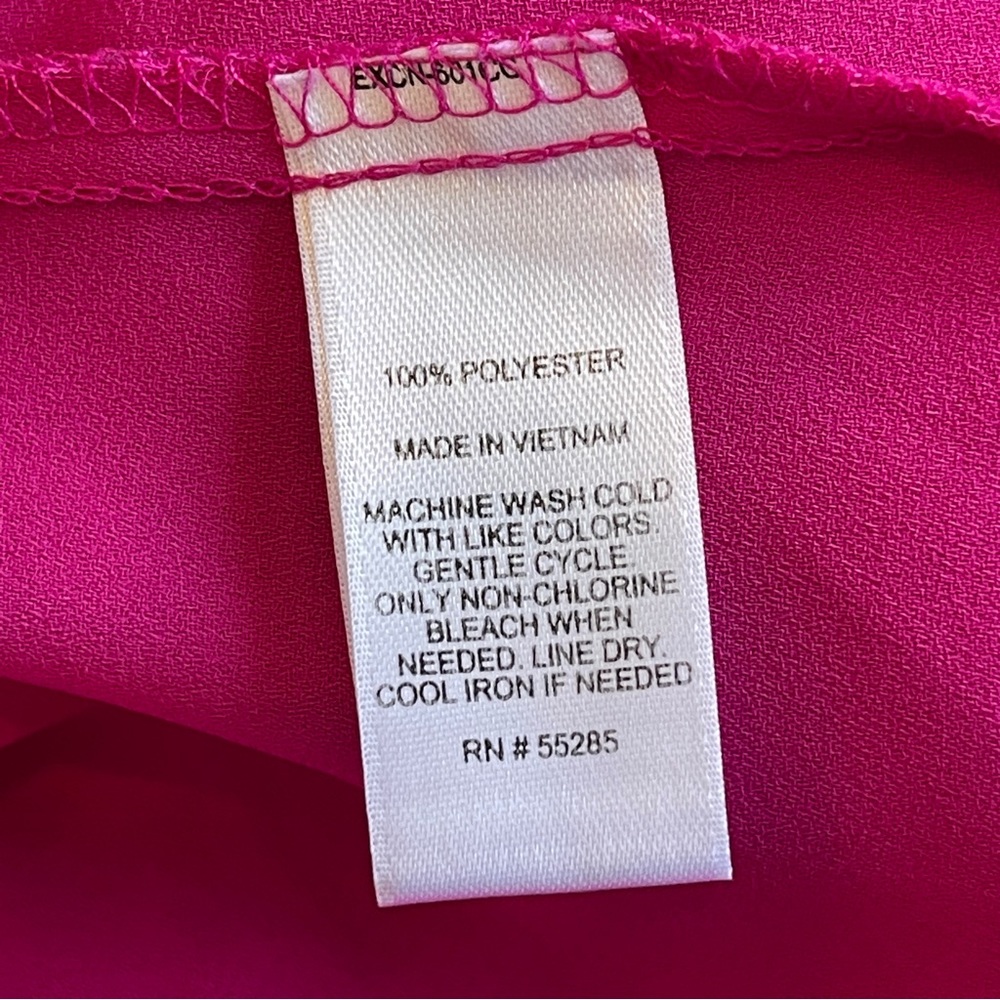 100% POLYESTER
MADE IN VIETNAM
MACHINE WASH COLD
WITH LIKE COLORS.
GENTLE CYCLE.
ONLY NON-CHLORINE
BLEACH WHEN
NEEDED. LINE DRY.
COOL IRON IF NEEDED
RN # 55285